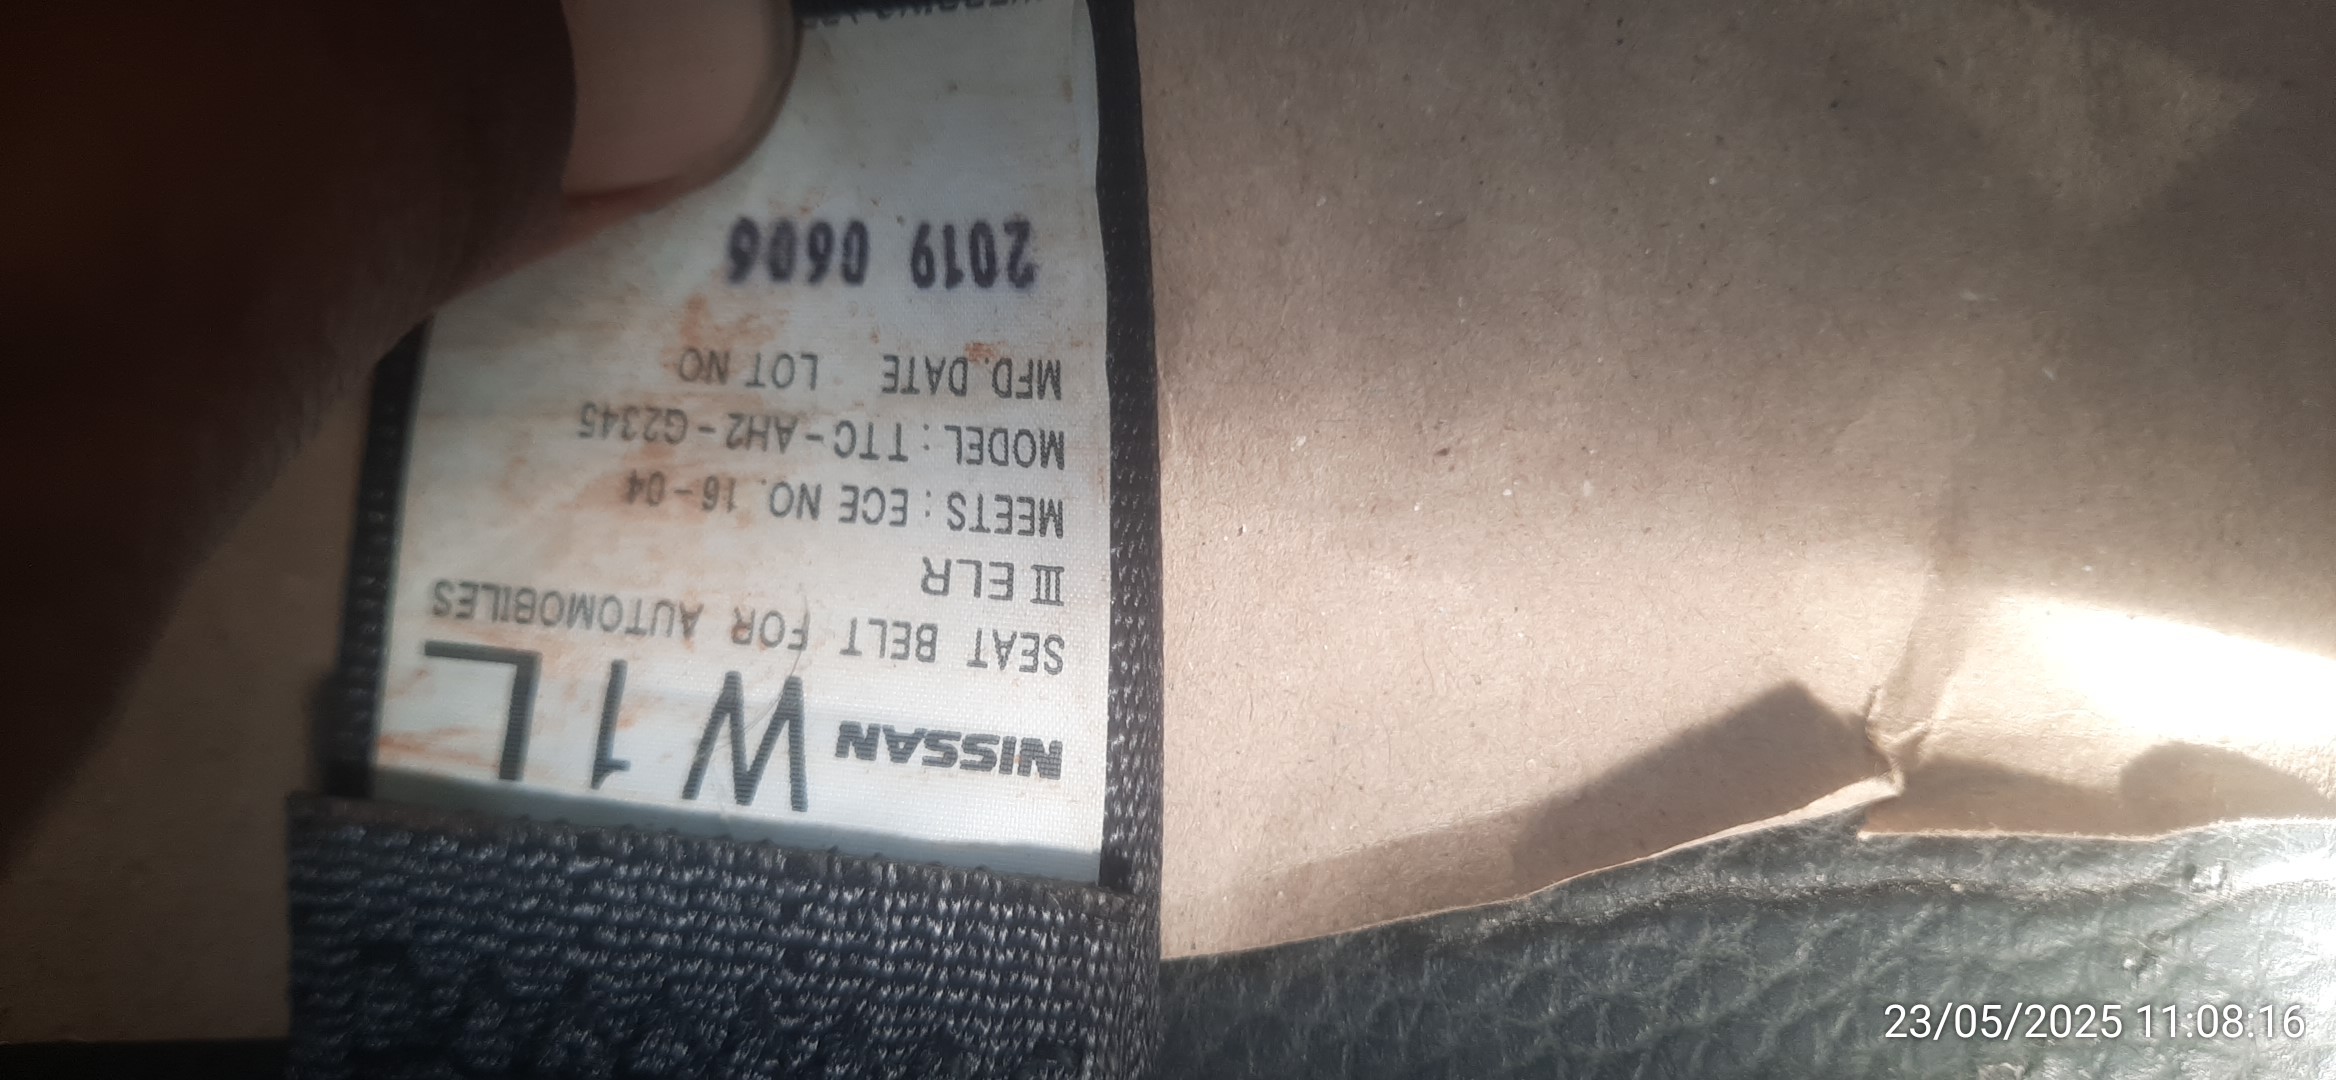 NISSAN W 1 L
SEAT BELT FOR AUTOMOBILES
III ELR
MEETS : ECE NO. 16-04
MODEL : TTC-AH2-G2345
MFD. DATE LOT NO
2019 0606
23/05/2025 11:08:16